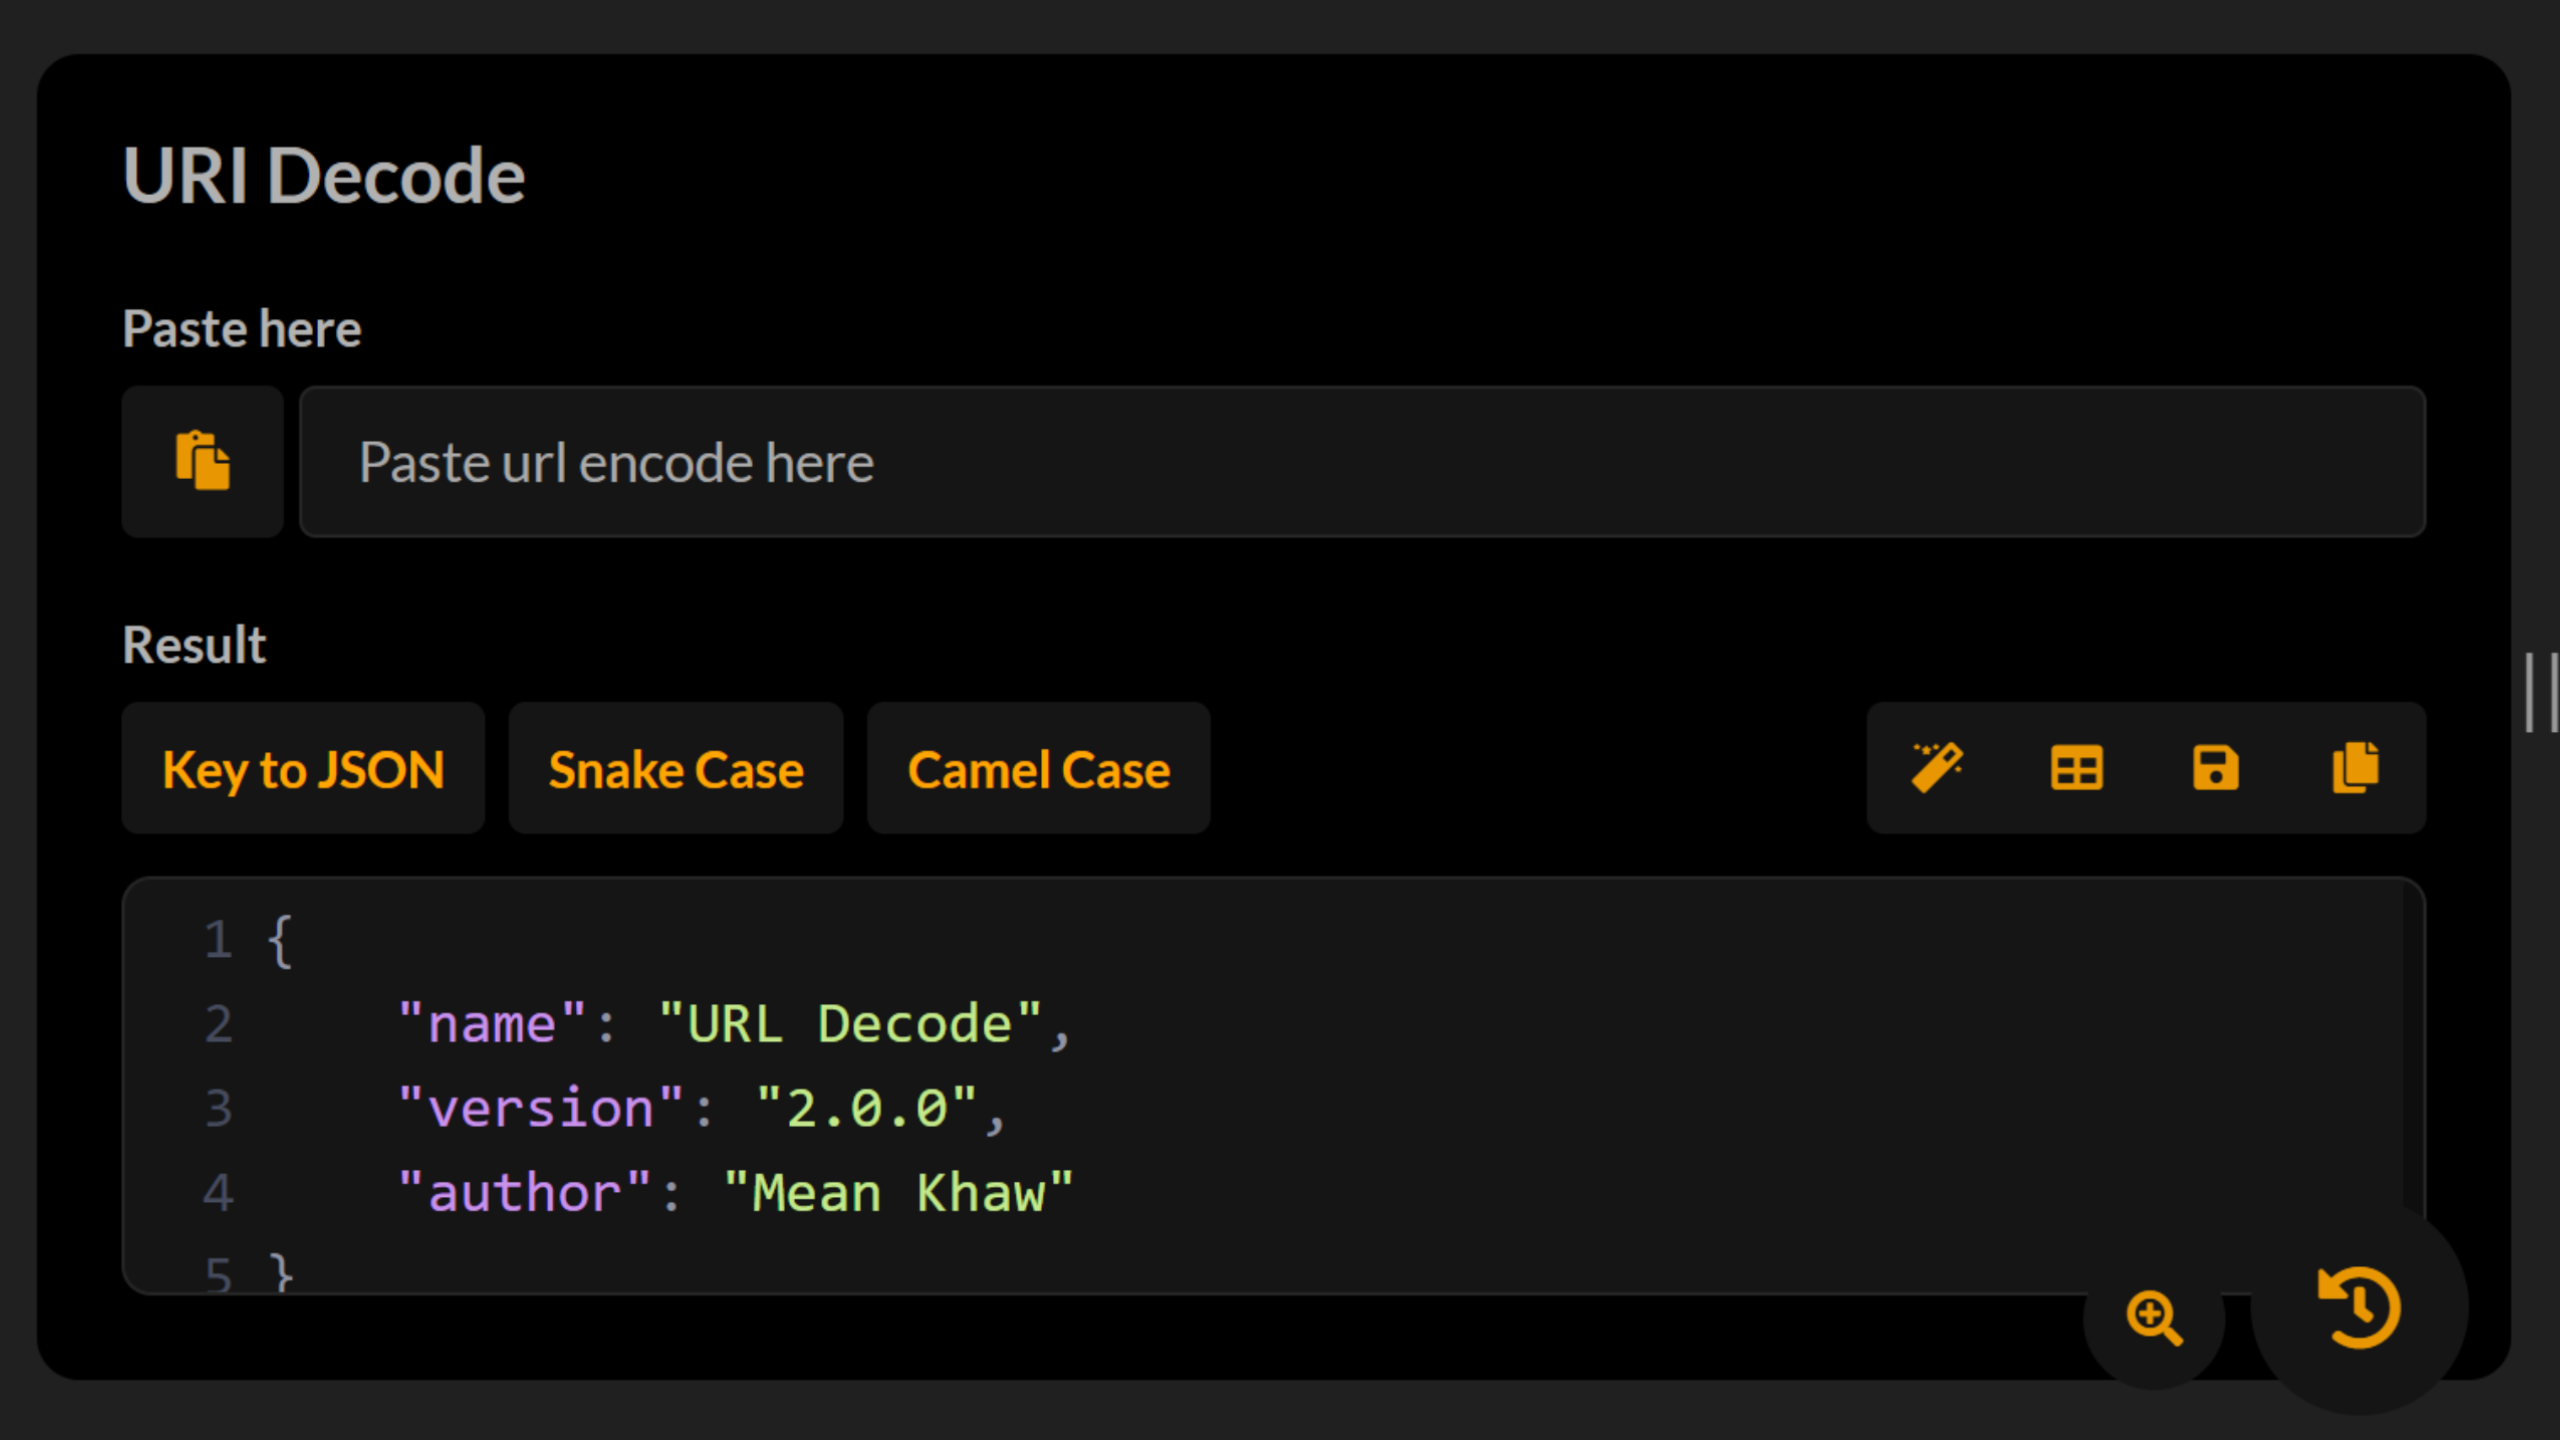 URI Decode
Paste here
Paste url encode here
Result
Key to JSON Snake Case Camel Case
1 {
2 "name": "URL Decode",
3 "version": "2.0.0",
4 "author": "Mean Khaw"
5 }